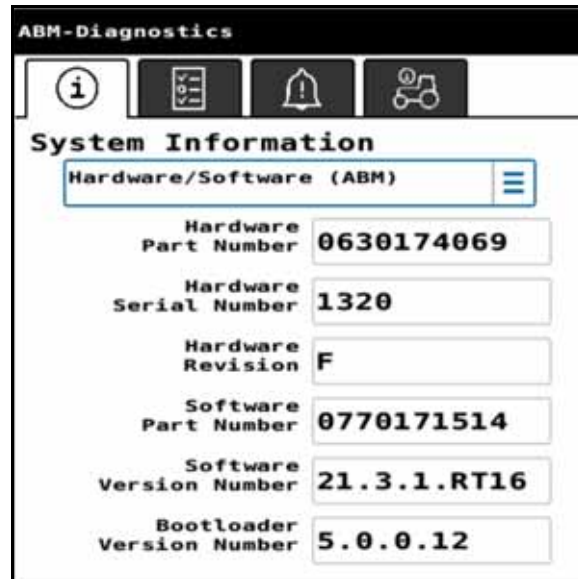 ABM-Diagnostics
System Information
Hardware/Software (ABM)
Hardware
Part Number
0630174069
Hardware
Serial Number
1320
Hardware
Revision
F
Software
Part Number
0770171514
Software
Version Number
21.3.1.RT16
Bootloader
Version Number
5.0.0.12